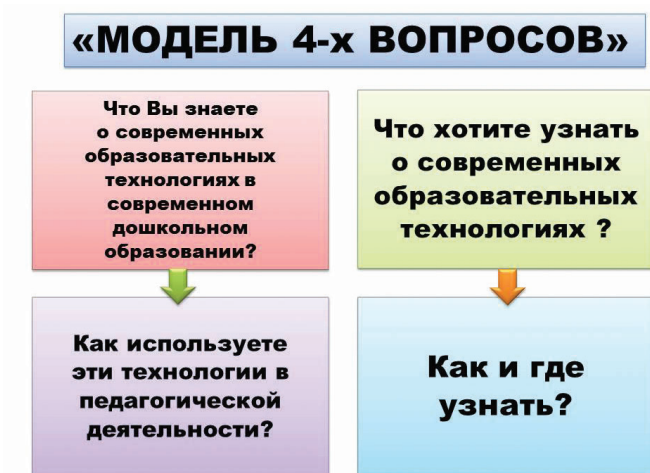 «МОДЕЛЬ 4-х ВОПРОСОВ»
Что Вы знаете
о современных
образовательных
технологиях в
современном
дошкольном
образовании?
Что хотите узнать
о современных
образовательных
технологиях ?
Как используете
эти технологии в
педагогической
деятельности?
Как и где
узнать?